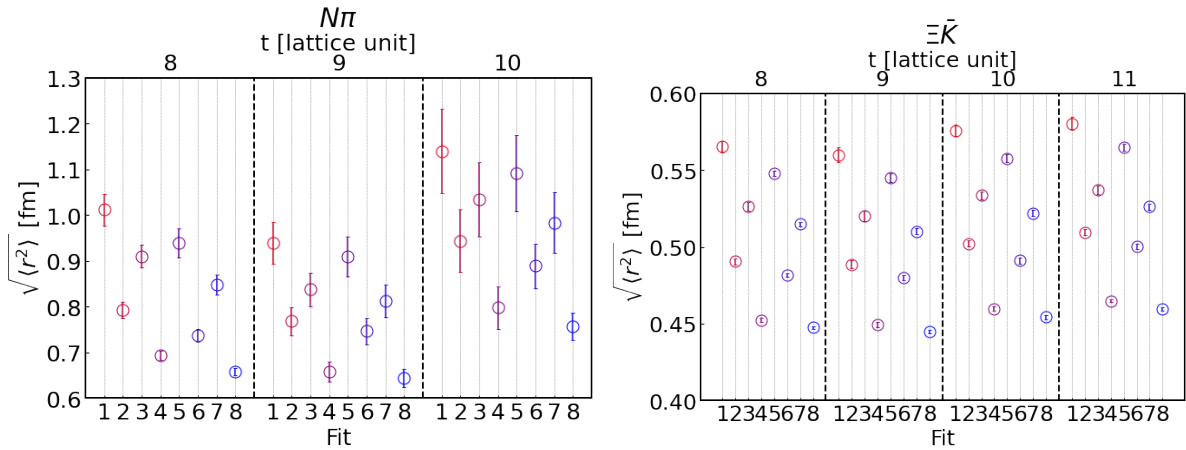 Nπ
t [lattice unit]
8 9 10
1.3
1.2
1.1
1.0
0.9
0.8
0.7
0.6
√⟨r²⟩ [fm]
1 2 3 4 5 6 7 8 1 2 3 4 5 6 7 8 1 2 3 4 5 6 7 8
Fit
ΞK̄
t [lattice unit]
8 9 10 11
0.60
0.55
0.50
0.45
0.40
√⟨r²⟩ [fm]
12345678 12345678 12345678 12345678
Fit